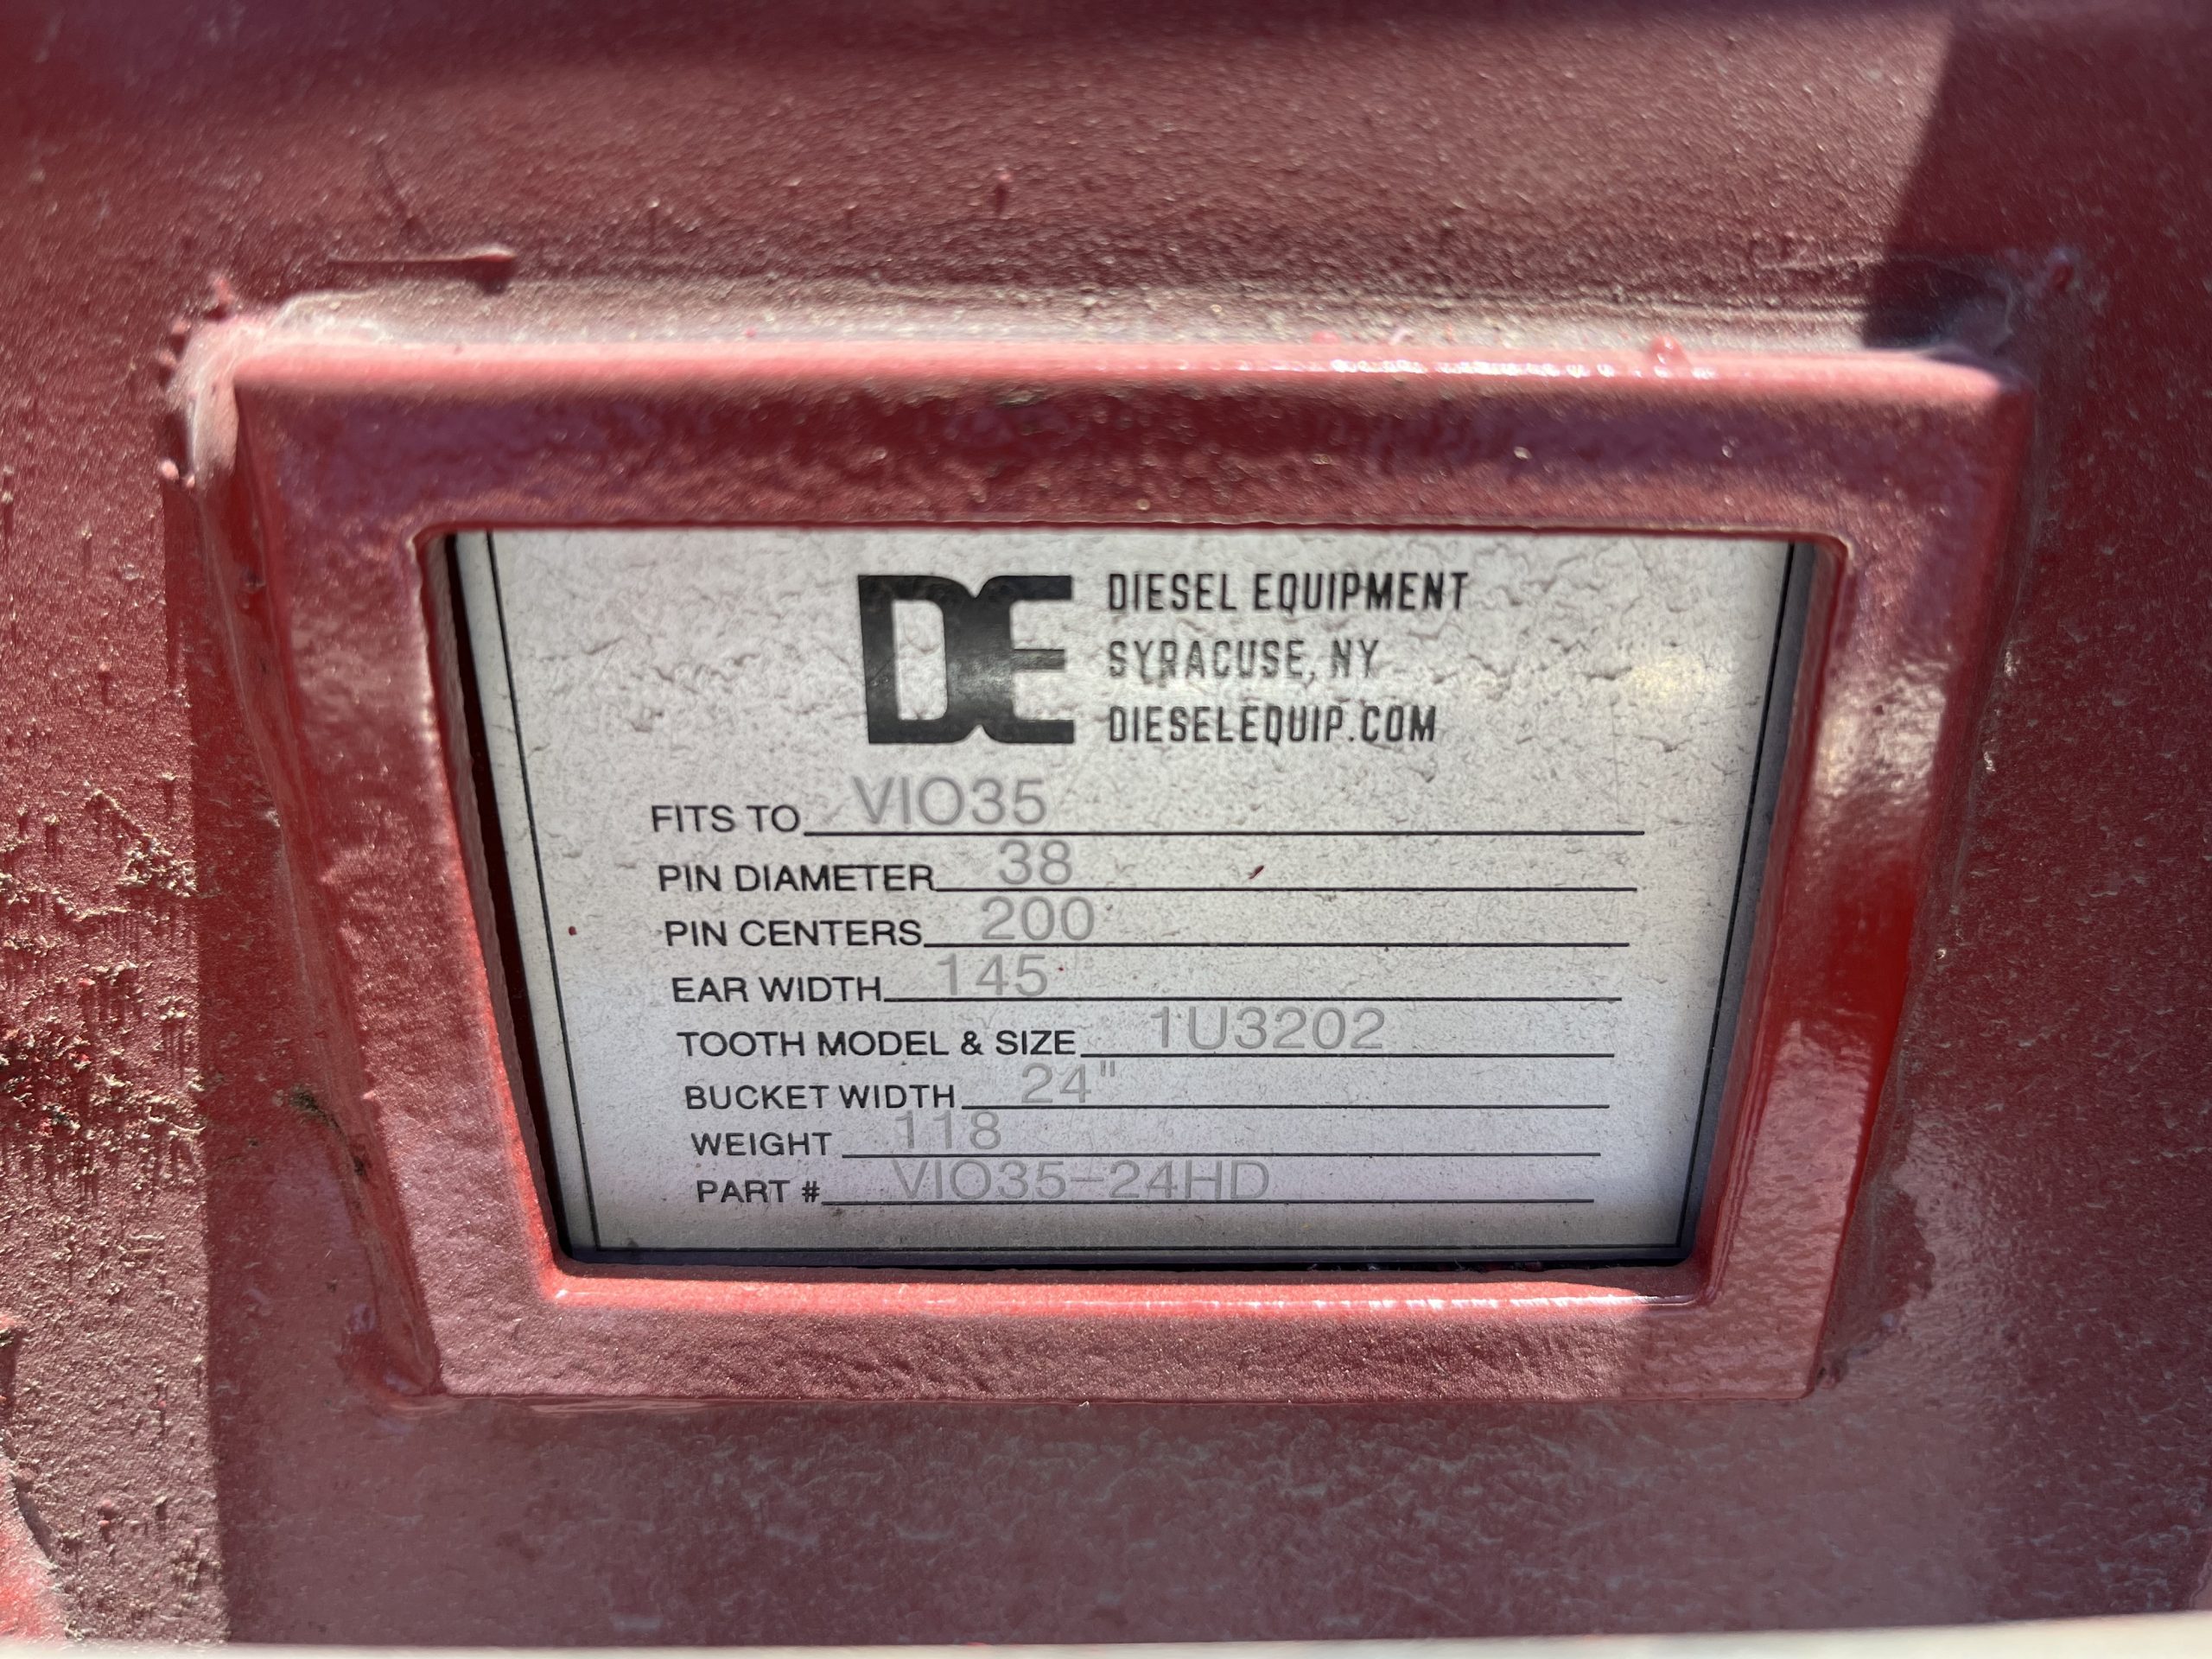 DE
DIESEL EQUIPMENT
SYRACUSE, NY
DIESELEQUIP.COM
FITS TO VIO35
PIN DIAMETER 38
PIN CENTERS 200
EAR WIDTH 145
TOOTH MODEL & SIZE 1U3202
BUCKET WIDTH 24"
WEIGHT 118
PART # VIO35-24HD